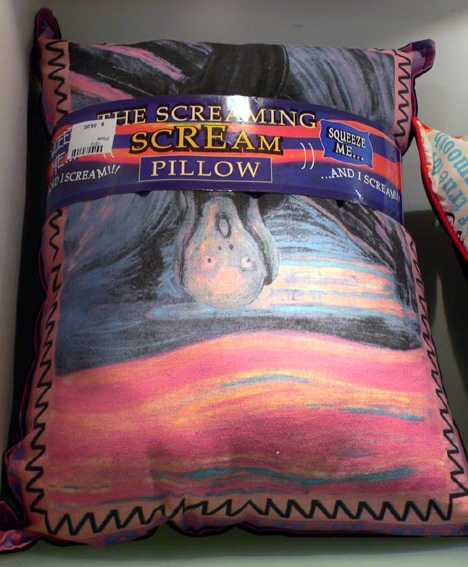 THE SCREAMING
SCREAM
PILLOW
SQUEEZE
ME...
...AND I SCREAM!!!
AND I SCREAM!!!